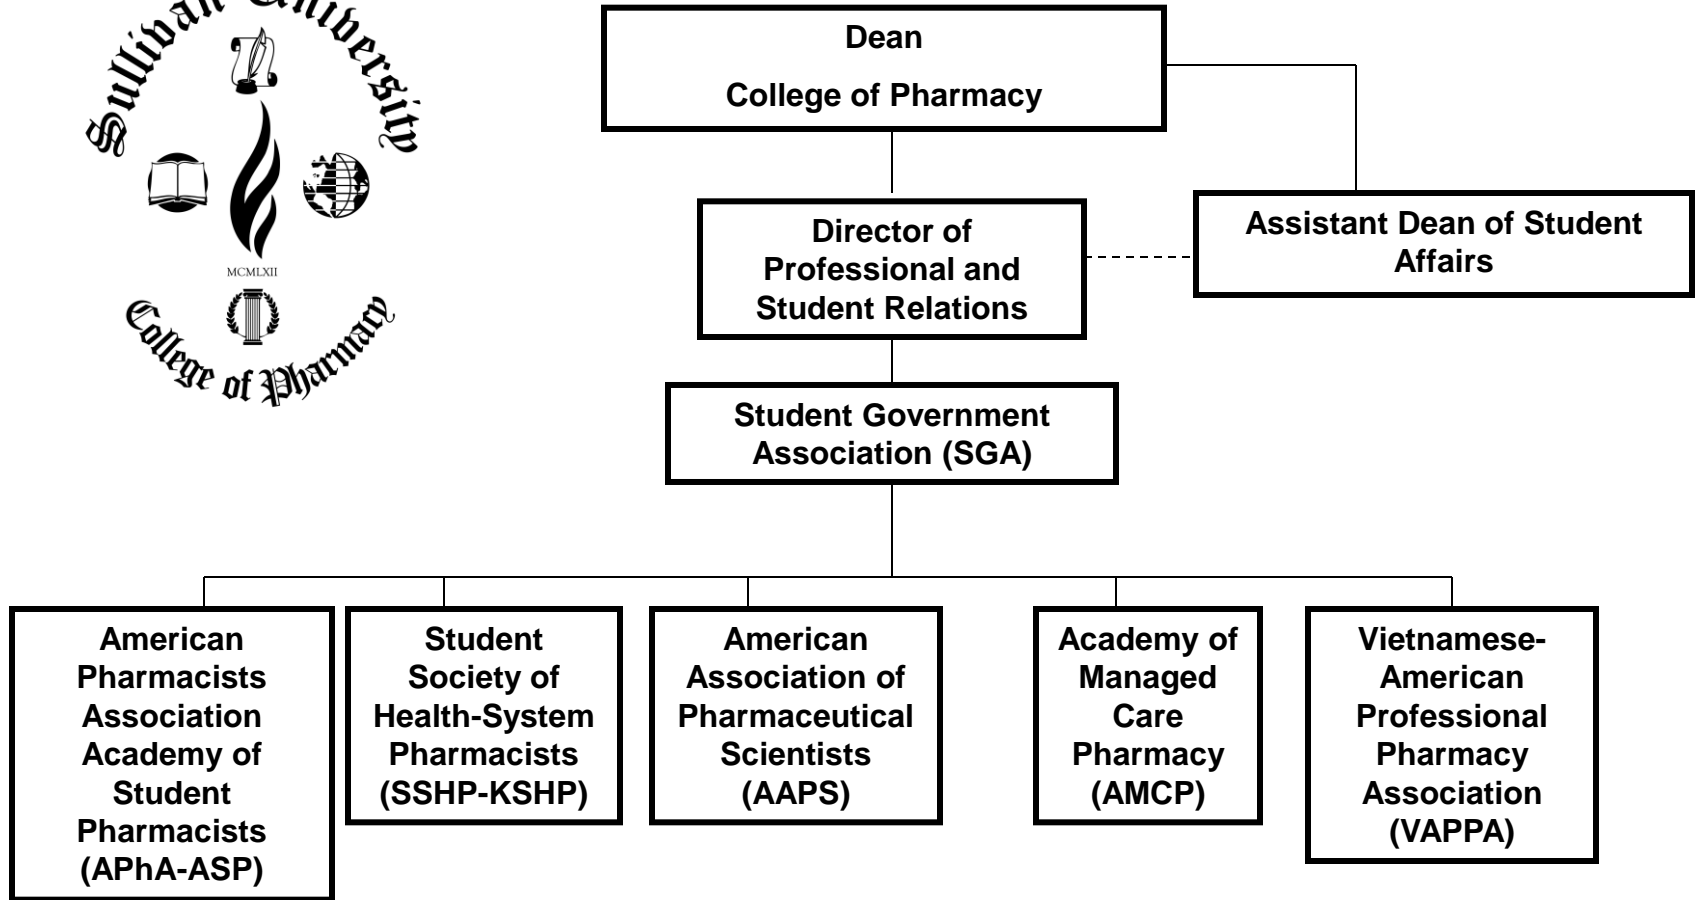 Sullivan University
MCMLXII
College of Pharmacy
Dean
College of Pharmacy
Assistant Dean of Student
Affairs
Director of
Professional and
Student Relations
Student Government
Association (SGA)
American
Pharmacists
Association
Academy of
Student
Pharmacists
(APhA-ASP)
Student
Society of
Health-System
Pharmacists
(SSHP-KSHP)
American
Association of
Pharmaceutical
Scientists
(AAPS)
Academy of
Managed
Care
Pharmacy
(AMCP)
Vietnamese-
American
Professional
Pharmacy
Association
(VAPPA)